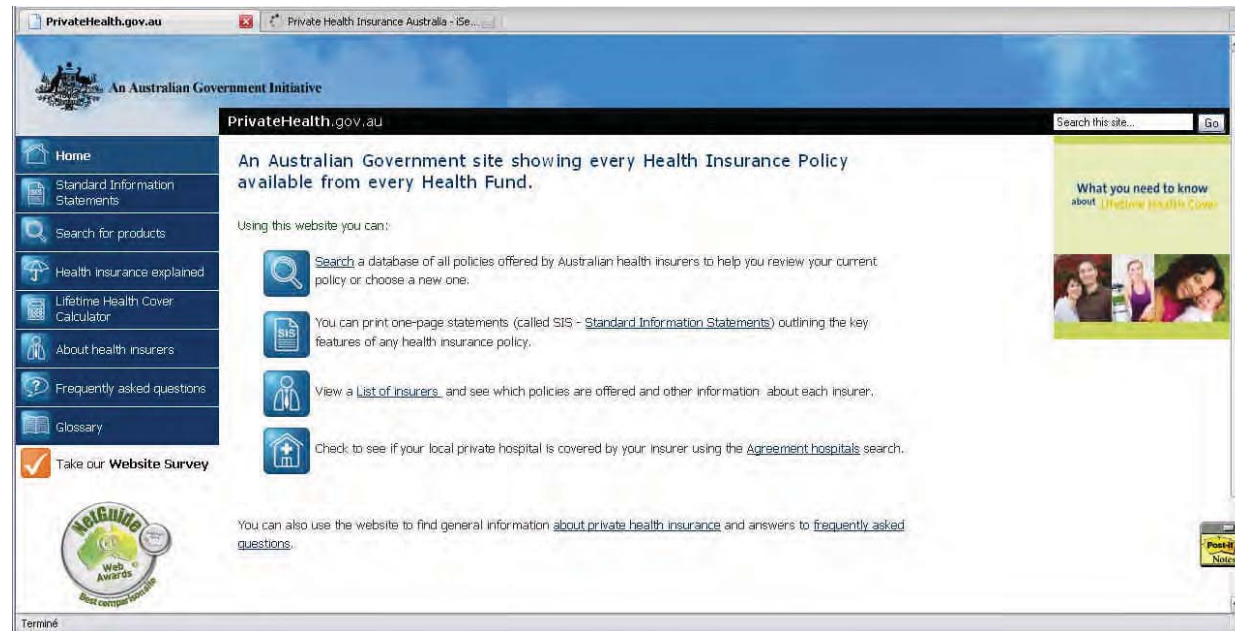 PrivateHealth.gov.au
Private Health Insurance Australia - iSe...
An Australian Government Initiative
PrivateHealth.gov.au
Search this site...
Go
Home
Standard Information
Statements
Search for products
Health insurance explained
Lifetime Health Cover
Calculator
About health insurers
Frequently asked questions
Glossary
Take our Website Survey
NetGuide
Web
Awards
Best comparison site
An Australian Government site showing every Health Insurance Policy
available from every Health Fund.
Using this website you can:
Search a database of all policies offered by Australian health insurers to help you review your current
policy or choose a new one.
SIS
You can print one-page statements (called SIS - Standard Information Statements) outlining the key
features of any health insurance policy.
View a List of insurers and see which policies are offered and other information about each insurer.
Check to see if your local private hospital is covered by your insurer using the Agreement hospitals search.
You can also use the website to find general information about private health insurance and answers to frequently asked
questions.
What you need to know
about Lifetime Health Cover
Post-it
Notes
Terminé